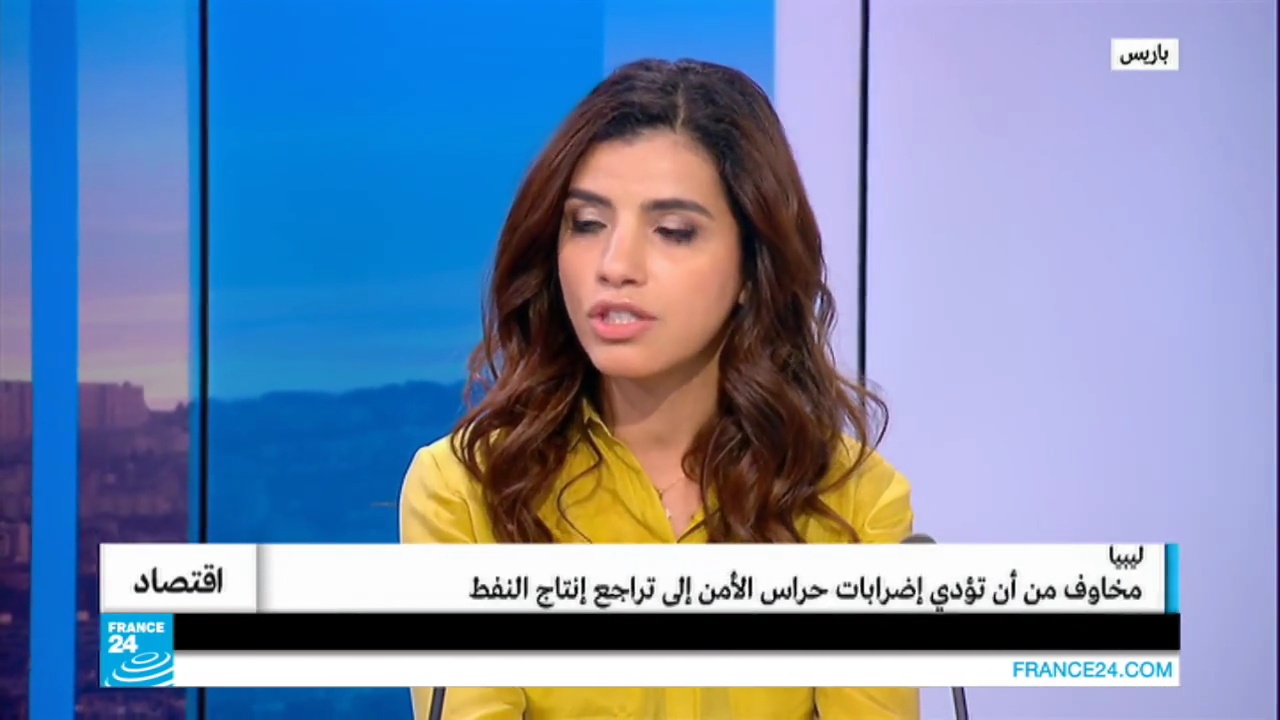 باريس
ليبيا
مخاوف من أن تؤدي إضرابات حراس الأمن إلى تراجع إنتاج النفط
اقتصاد
FRANCE
24
FRANCE24.COM